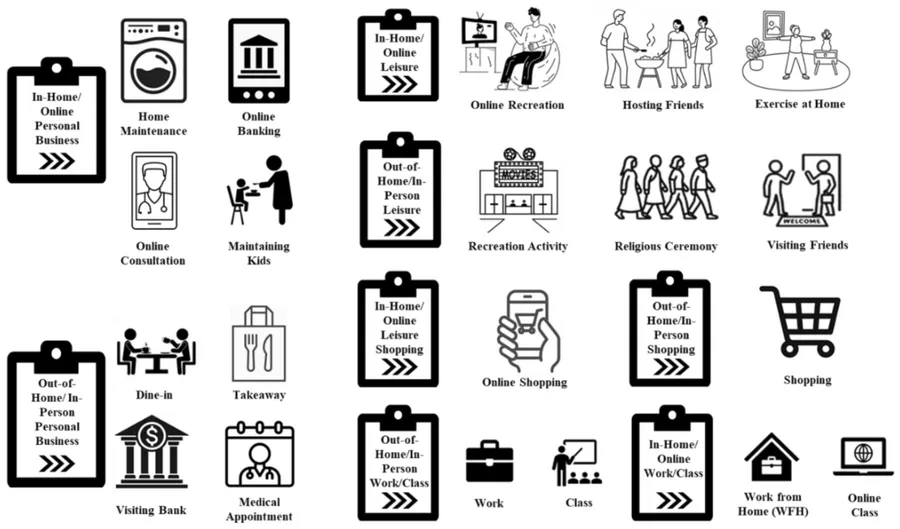 In-Home/
Online
Personal
Business
Home
Maintenance
Online
Banking
Online
Consultation
Maintaining
Kids
Out-of-
Home/ In-
Person
Personal
Business
Dine-in
Takeaway
$
Visiting Bank
Medical
Appointment
In-Home/
Online
Leisure
Online Recreation
Hosting Friends
Exercise at Home
Out-of-
Home/In-
Person
Leisure
MOVIES
Recreation Activity
Religious Ceremony
WELCOME
Visiting Friends
In-Home/
Online
Leisure
Shopping
Online Shopping
Out-of-
Home/In-
Person
Shopping
Shopping
Out-of-
Home/In-
Person
Work/Class
Work
Class
In-Home/
Online
Work/Class
Work from
Home (WFH)
Online
Class